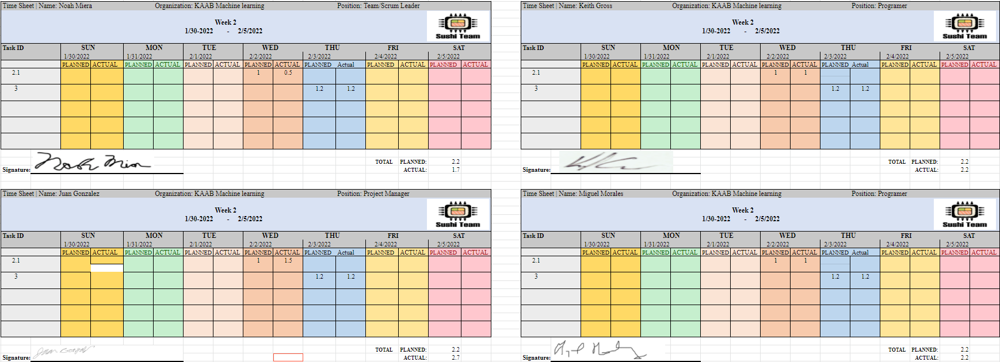 Time Sheet | Name: Noah Miera Organization: KAAB Machine learning Position: Team/Scrum Leader
Week 2
1/30-2022 - 2/5/2022
Sushi Team
Task ID SUN MON TUE WED THU FRI SAT
1/30/2022 1/31/2022 2/1/2022 2/2/2022 2/3/2022 2/4/2022 2/5/2022
PLANNED ACTUAL PLANNED ACTUAL PLANNED ACTUAL PLANNED ACTUAL PLANNED Actual PLANNED ACTUAL PLANNED ACTUAL
2.1 1 0.5
3 1.2 1.2
TOTAL PLANNED: 2.2
Signature: Noah Miera ACTUAL: 1.7
Time Sheet | Name: Keith Gross Organization: KAAB Machine learning Position: Programer
Week 2
1/30-2022 - 2/5/2022
Sushi Team
Task ID SUN MON TUE WED THU FRI SAT
1/30/2022 1/31/2022 2/1/2022 2/2/2022 2/3/2022 2/4/2022 2/5/2022
PLANNED ACTUAL PLANNED ACTUAL PLANNED ACTUAL PLANNED ACTUAL PLANNED Actual PLANNED ACTUAL PLANNED ACTUAL
2.1 1 1
3 1.2 1.2
TOTAL PLANNED: 2.2
Signature: ACTUAL: 2.2
Time Sheet | Name: Juan Gonzalez Organization: KAAB Machine learning Position: Project Manager
Week 2
1/30-2022 - 2/5/2022
Sushi Team
Task ID SUN MON TUE WED THU FRI SAT
1/30/2022 1/31/2022 2/1/2022 2/2/2022 2/3/2022 2/4/2022 2/5/2022
PLANNED ACTUAL PLANNED ACTUAL PLANNED ACTUAL PLANNED ACTUAL PLANNED Actual PLANNED ACTUAL PLANNED ACTUAL
2.1 1 1.5
3 1.2 1.2
TOTAL PLANNED: 2.2
Signature: ACTUAL: 2.7
Time Sheet | Name: Miguel Morales Organization: KAAB Machine learning Position: Programer
Week 2
1/30-2022 - 2/5/2022
Sushi Team
Task ID SUN MON TUE WED THU FRI SAT
1/30/2022 1/31/2022 2/1/2022 2/2/2022 2/3/2022 2/4/2022 2/5/2022
PLANNED ACTUAL PLANNED ACTUAL PLANNED ACTUAL PLANNED ACTUAL PLANNED Actual PLANNED ACTUAL PLANNED ACTUAL
2.1 1 1
3 1.2 1.2
TOTAL PLANNED: 2.2
Signature: ACTUAL: 2.2